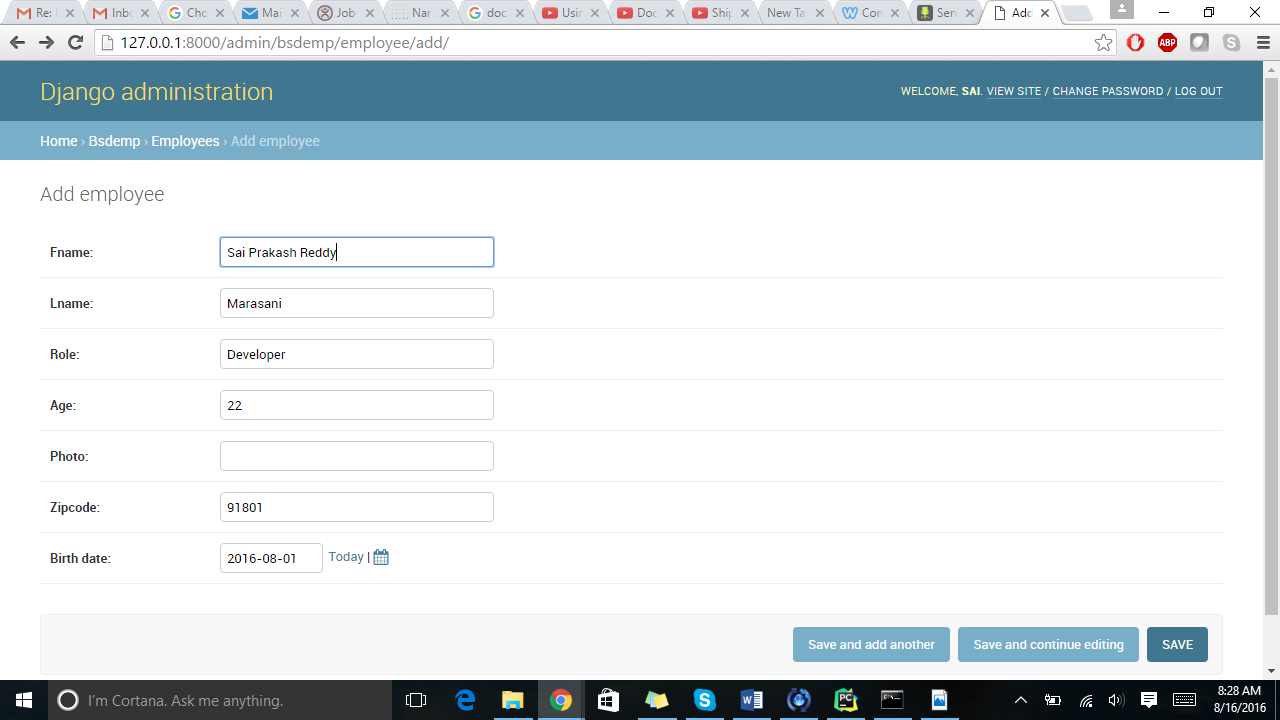 Re: Inbo Cho Mai Job Nar doc Usin Doc Ship New Ta Con Serv Add
127.0.0.1:8000/admin/bsdemp/employee/add/
ABP
Django administration
WELCOME, SAI. VIEW SITE / CHANGE PASSWORD / LOG OUT
Home › Bsdemp › Employees › Add employee
Add employee
Fname: Sai Prakash Reddy
Lname: Marasani
Role: Developer
Age: 22
Photo:
Zipcode: 91801
Birth date: 2016-08-01 Today |
Save and add another Save and continue editing SAVE
I'm Cortana. Ask me anything.
8:28 AM
8/16/2016